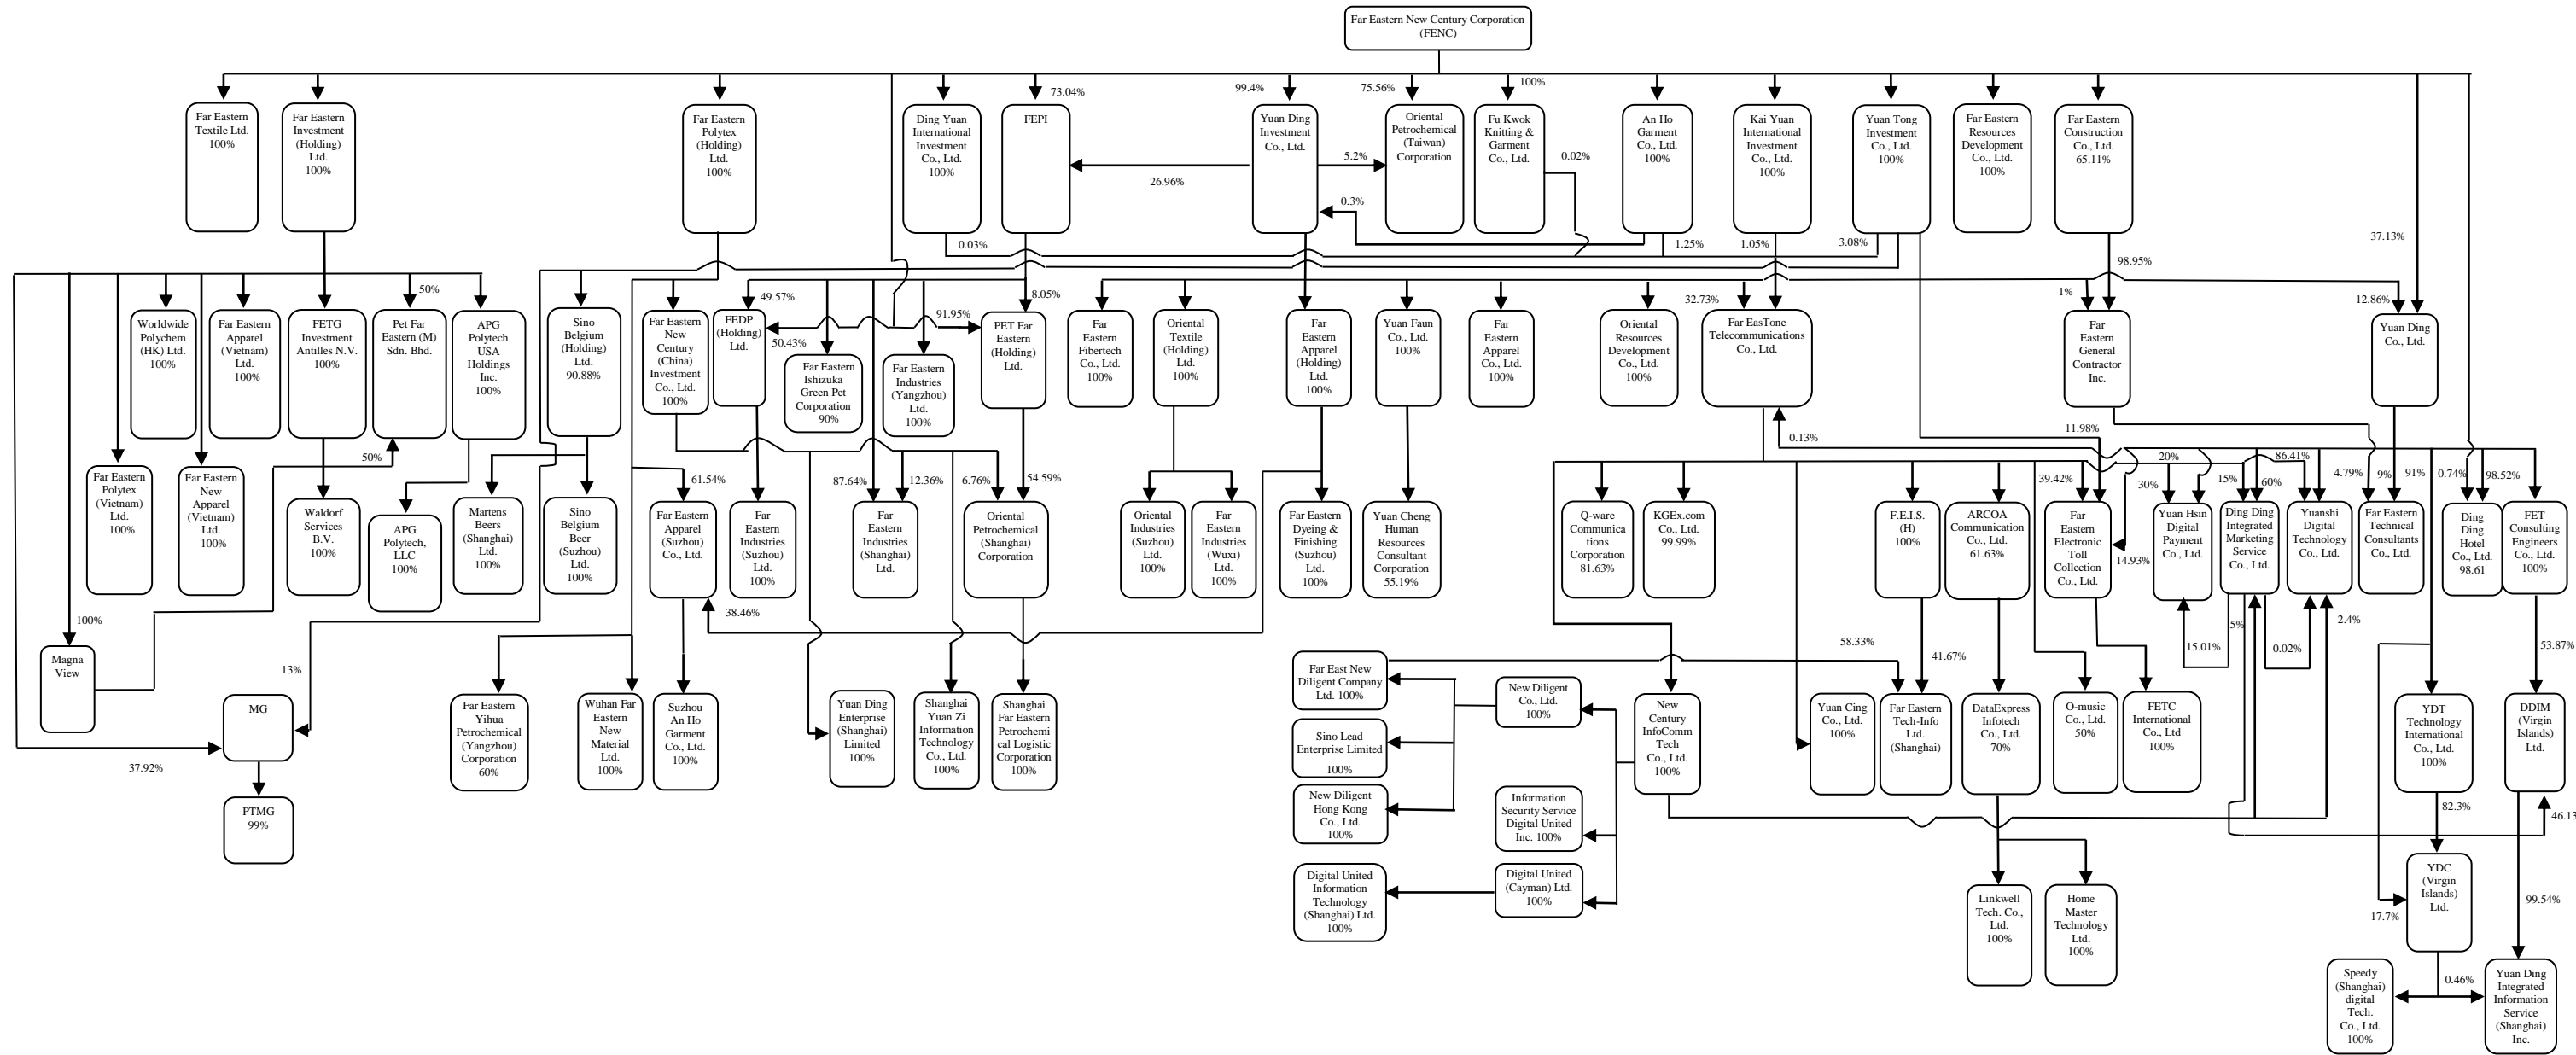 Far Eastern New Century Corporation
(FENC)
73.04%
99.4%
75.56%
100%
Far Eastern
Textile Ltd.
100%
Far Eastern
Investment
(Holding)
Ltd.
100%
Far Eastern
Polytex
(Holding)
Ltd.
100%
Ding Yuan
International
Investment
Co., Ltd.
100%
FEPI
Yuan Ding
Investment
Co., Ltd.
Oriental
Petrochemical
(Taiwan)
Corporation
Fu Kwok
Knitting &
Garment
Co., Ltd.
An Ho
Garment
Co., Ltd.
100%
Kai Yuan
International
Investment
Co., Ltd.
100%
Yuan Tong
Investment
Co., Ltd.
100%
Far Eastern
Resources
Development
Co., Ltd.
100%
Far Eastern
Construction
Co., Ltd.
65.11%
26.96%
5.2%
0.02%
0.3%
0.03%
1.25%
1.05%
3.08%
37.13%
98.95%
50%
49.57%
50.43%
91.95%
8.05%
32.73%
1%
12.86%
Worldwide
Polychem
(HK) Ltd.
100%
Far Eastern
Apparel
(Vietnam)
Ltd.
100%
FETG
Investment
Antilles N.V.
100%
Pet Far
Eastern (M)
Sdn. Bhd.
APG
Polytech
USA
Holdings
Inc.
100%
Sino
Belgium
(Holding)
Ltd.
90.88%
Far Eastern
New
Century
(China)
Investment
Co., Ltd.
100%
FEDP
(Holding)
Ltd.
Far Eastern
Ishizuka
Green Pet
Corporation
90%
Far Eastern
Industries
(Yangzhou)
Ltd.
100%
PET Far
Eastern
(Holding)
Ltd.
Far
Eastern
Fibertech
Co., Ltd.
100%
Oriental
Textile
(Holding)
Ltd.
100%
Far
Eastern
Apparel
(Holding)
Ltd.
100%
Yuan Faun
Co., Ltd.
100%
Far
Eastern
Apparel
Co., Ltd.
100%
Oriental
Resources
Development
Co., Ltd.
100%
Far EasTone
Telecommunications
Co., Ltd.
Far
Eastern
General
Contractor
Inc.
Yuan Ding
Co., Ltd.
50%
61.54%
87.64%
12.36%
6.76%
54.59%
0.13%
11.98%
39.42%
20%
30%
15%
60%
86.41%
4.79%
9%
91%
0.74%
98.52%
Far Eastern
Polytex
(Vietnam)
Ltd.
100%
Far Eastern
New
Apparel
(Vietnam)
Ltd.
100%
Waldorf
Services
B.V.
100%
APG
Polytech,
LLC
100%
Martens
Beers
(Shanghai)
Ltd.
100%
Sino
Belgium
Beer
(Suzhou)
Ltd.
100%
Far Eastern
Apparel
(Suzhou)
Co., Ltd.
Far
Eastern
Industries
(Suzhou)
Ltd.
100%
Far
Eastern
Industries
(Shanghai)
Ltd.
Oriental
Petrochemical
(Shanghai)
Corporation
Oriental
Industries
(Suzhou)
Ltd.
100%
Far
Eastern
Industries
(Wuxi)
Ltd.
100%
Far Eastern
Dyeing &
Finishing
(Suzhou)
Ltd.
100%
Yuan Cheng
Human
Resources
Consultant
Corporation
55.19%
Q-ware
Communica
tions
Corporation
81.63%
KGEx.com
Co., Ltd.
99.99%
F.E.I.S.
(H)
100%
ARCOA
Communication
Co., Ltd.
61.63%
Far
Eastern
Electronic
Toll
Collection
Co., Ltd.
14.93%
Yuan Hsin
Digital
Payment
Co., Ltd.
Ding Ding
Integrated
Marketing
Service
Co., Ltd.
Yuanshi
Digital
Technology
Co., Ltd.
Far Eastern
Technical
Consultants
Co., Ltd.
Ding
Ding
Hotel
Co., Ltd.
98.61
FET
Consulting
Engineers
Co., Ltd.
100%
100%
38.46%
13%
37.92%
58.33%
41.67%
15.01%
5%
0.02%
2.4%
53.87%
Magna
View
MG
PTMG
99%
Far Eastern
Yihua
Petrochemical
(Yangzhou)
Corporation
60%
Wuhan Far
Eastern
New
Material
Ltd.
100%
Suzhou
An Ho
Garment
Co., Ltd.
100%
Yuan Ding
Enterprise
(Shanghai)
Limited
100%
Shanghai
Yuan Zi
Information
Technology
Co., Ltd.
100%
Shanghai
Far Eastern
Petrochemi
cal Logistic
Corporation
100%
Far East New
Diligent Company
Ltd. 100%
Sino Lead
Enterprise Limited
100%
New Diligent
Hong Kong
Co., Ltd.
100%
Digital United
Information
Technology
(Shanghai) Ltd.
100%
New Diligent
Co., Ltd.
100%
Information
Security Service
Digital United
Inc. 100%
Digital United
(Cayman) Ltd.
100%
New
Century
InfoComm
Tech
Co., Ltd.
100%
Yuan Cing
Co., Ltd.
100%
Far Eastern
Tech-Info
Ltd.
(Shanghai)
DataExpress
Infotech
Co., Ltd.
70%
O-music
Co., Ltd.
50%
FETC
International
Co., Ltd
100%
YDT
Technology
International
Co., Ltd.
100%
DDIM
(Virgin
Islands)
Ltd.
82.3%
46.13
Linkwell
Tech. Co.,
Ltd.
100%
Home
Master
Technology
Ltd.
100%
YDC
(Virgin
Islands)
Ltd.
17.7%
99.54%
0.46%
Speedy
(Shanghai)
digital
Tech.
Co., Ltd.
100%
Yuan Ding
Integrated
Information
Service
(Shanghai)
Inc.